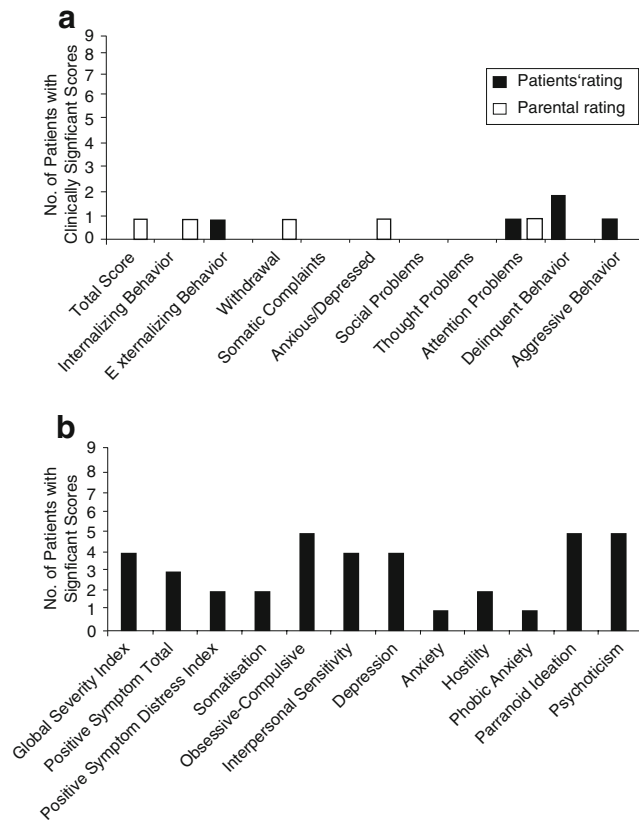 a
No. of Patients with
Clinically Signficant Scores
9
8
7
6
5
4
3
2
1
0
Patients'rating
Parental rating
Total Score
Internalizing Behavior
E xternalizing Behavior
Withdrawal
Somatic Complaints
Anxious/Depressed
Social Problems
Thought Problems
Attention Problems
Delinquent Behavior
Aggressive Behavior
b
No. of Patients with
Signficant Scores
9
8
7
6
5
4
3
2
1
0
Global Severity Index
Positive Symptom Total
Positive Symptom Distress Index
Somatisation
Obsessive-Compulsive
Interpersonal Sensitivity
Depression
Anxiety
Hostility
Phobic Anxiety
Parranoid Ideation
Psychoticism